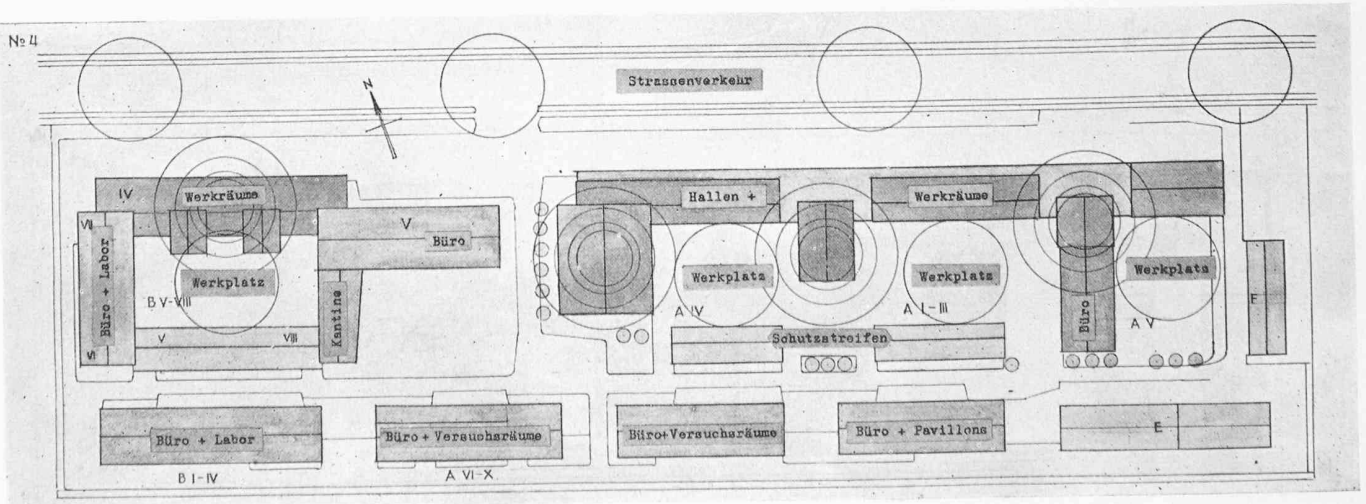 No 4
Strassenverkehr
N
IV
Werkräume
Hallen +
Werkräume
VII
V
Büro
Büro + Labor
Werkplatz
Werkplatz
Werkplatz
Werkplatz
B V-VIII
Kantine
A IV
A I-III
Büro
A V
F
V
VIII
Schutzstreifen
Büro + Labor
Büro + Versuchsräume
Büro+Versuchsräume
Büro + Pavillons
E
B I-IV
A VI-X